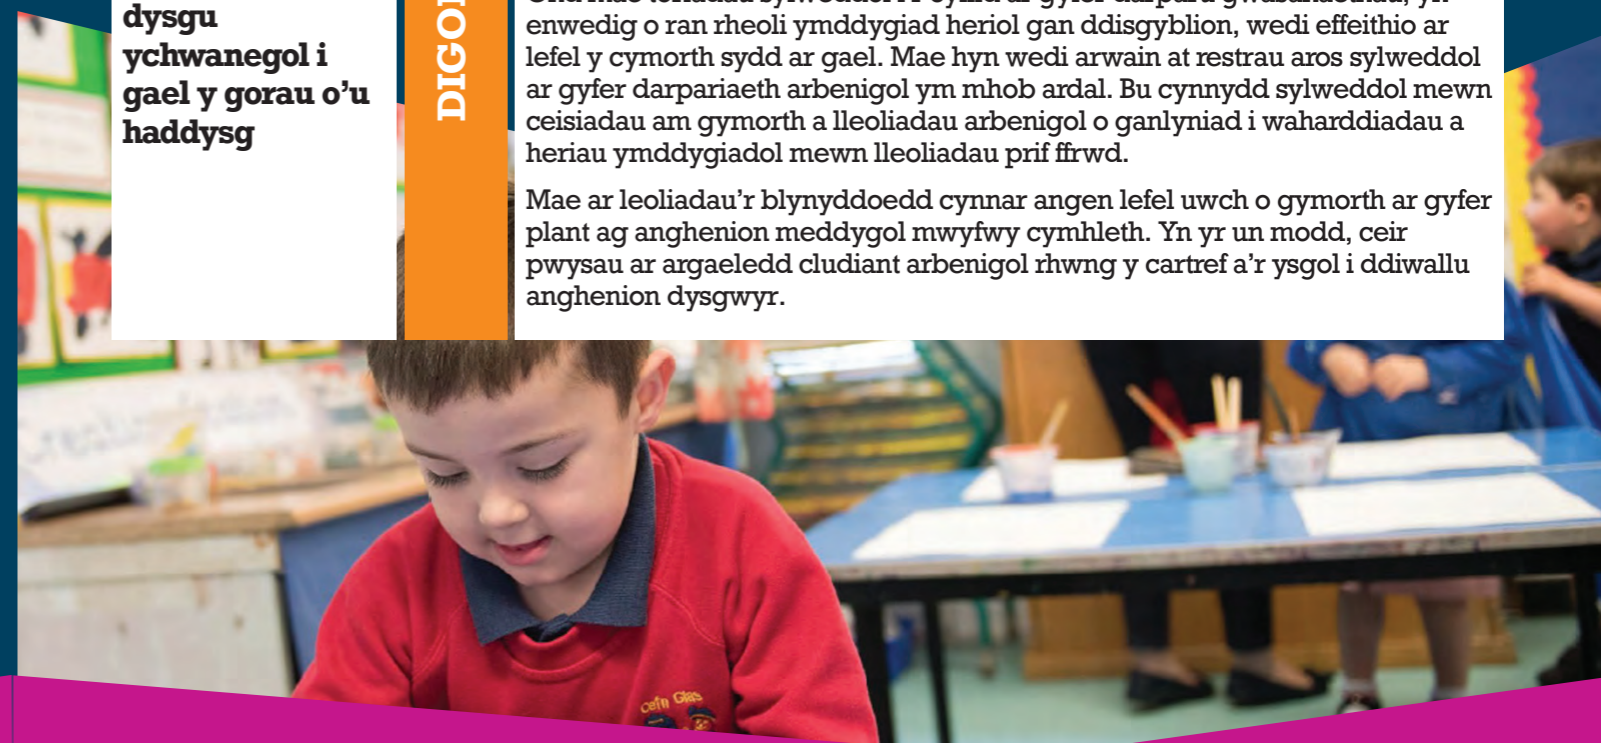 dysgu
ychwanegol i
gael y gorau o'u
haddysg
DIGO
enwedig o ran rheoli ymddygiad heriol gan ddisgyblion, wedi effeithio ar
lefel y cymorth sydd ar gael. Mae hyn wedi arwain at restrau aros sylweddol
ar gyfer darpariaeth arbenigol ym mhob ardal. Bu cynnydd sylweddol mewn
ceisiadau am gymorth a lleoliadau arbenigol o ganlyniad i waharddiadau a
heriau ymddygiadol mewn lleoliadau prif ffrwd.
Mae ar leoliadau'r blynyddoedd cynnar angen lefel uwch o gymorth ar gyfer
plant ag anghenion meddygol mwyfwy cymhleth. Yn yr un modd, ceir
pwysau ar argaeledd cludiant arbenigol rhwng y cartref a'r ysgol i ddiwallu
anghenion dysgwyr.
Cefn Glas